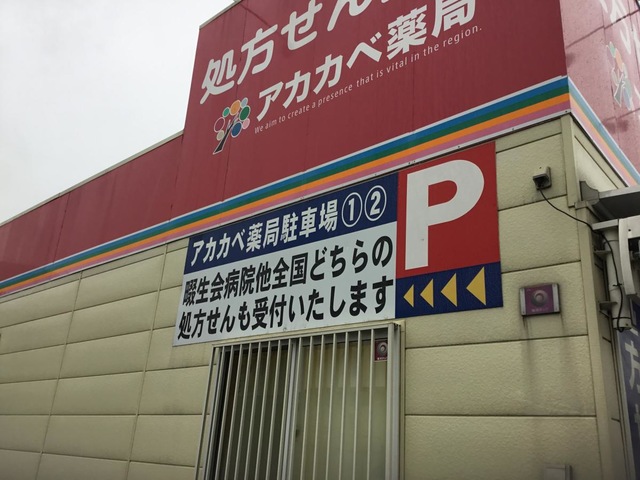 処方せん
アカカベ薬局
We aim to create a presence that is vital in the region.
アカカベ薬局駐車場①②
P
啜生会病院他全国どちらの
処方せんも受付いたします